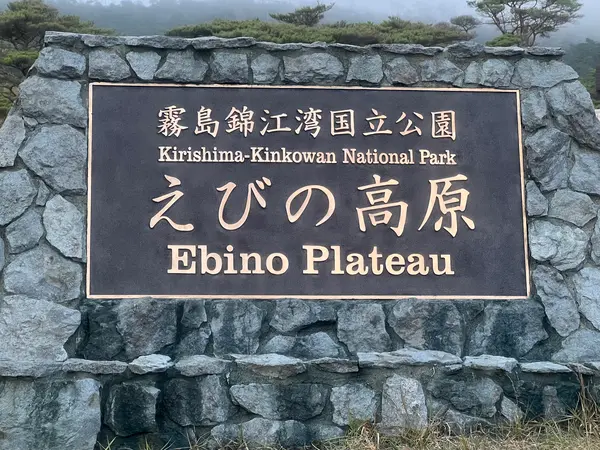 霧島錦江湾国立公園
Kirishima-Kinkowan National Park
えびの高原
Ebino Plateau